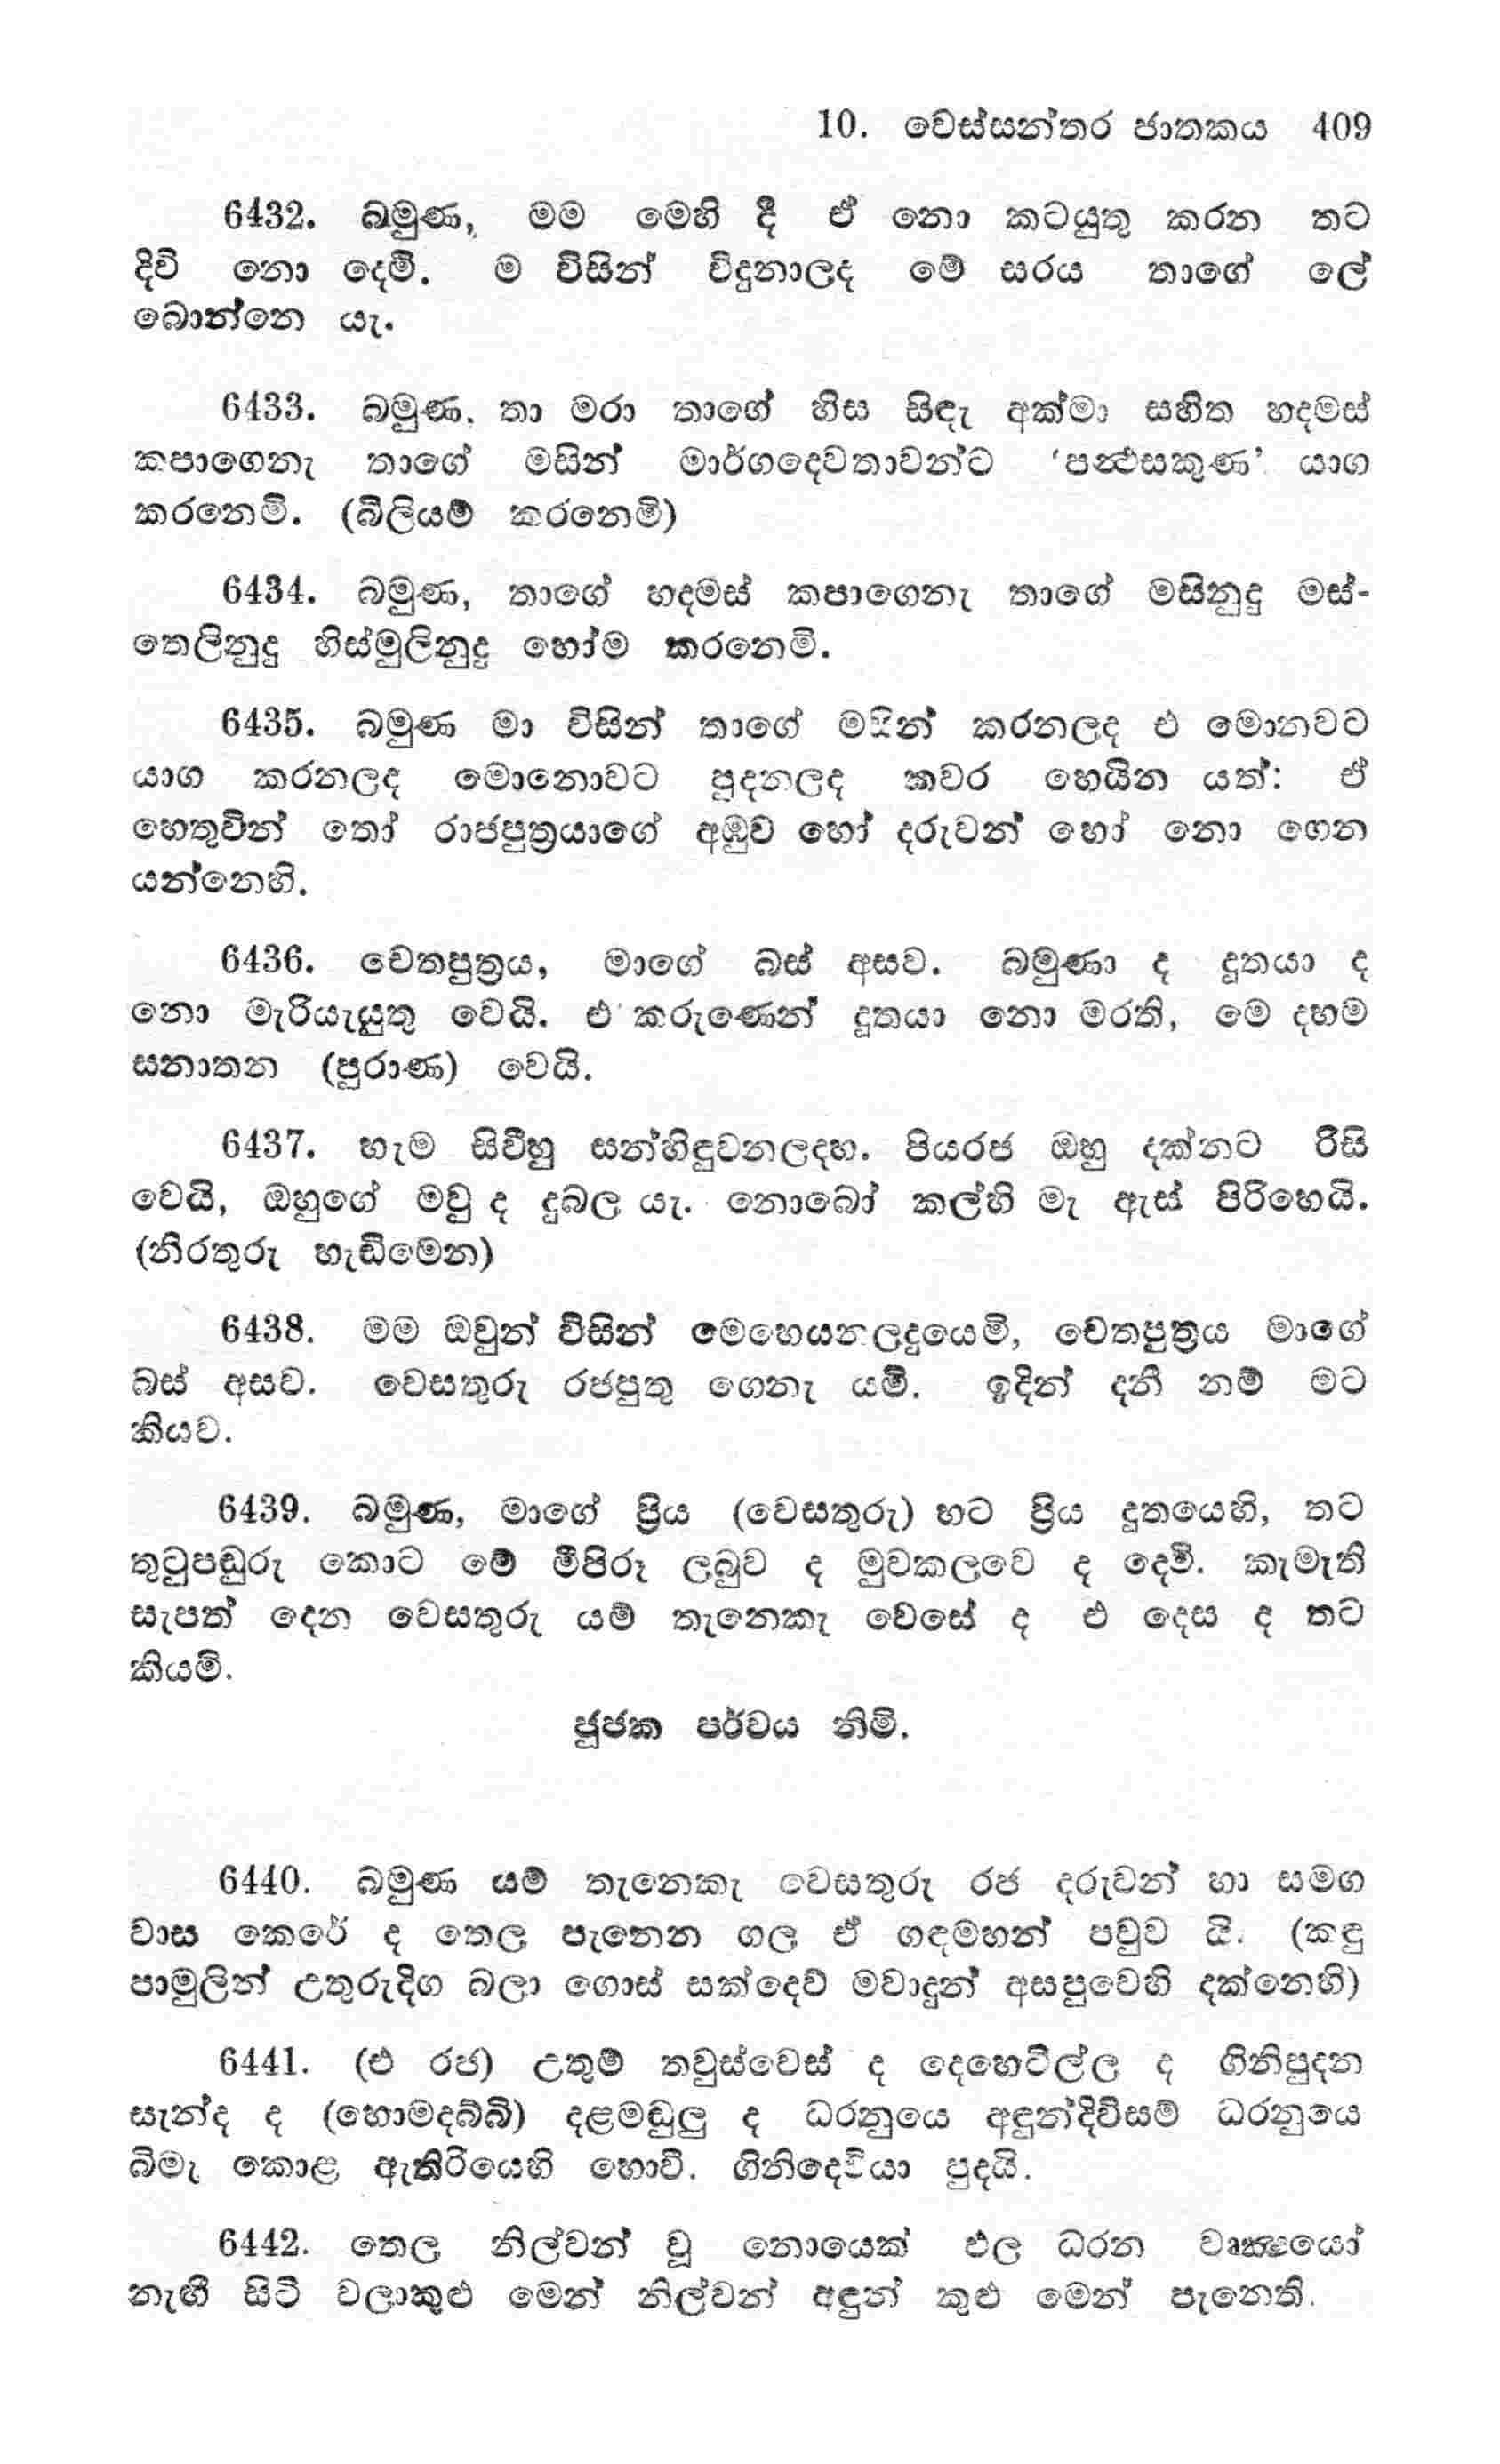 10. වෙස්සන්තර ජාතකය 409
6432. බමුණ, මම මෙහි දී ඒ නො කටයුතු කරන තට
දිවි නො දෙමි. ම විසින් විදුනාලද මේ සරය තාගේ ලේ
බොන්නෙ යැ.
6433. බමුණ, තා මරා තාගේ හිස සිඳැ අක්මා සහිත හදමස්
කපාගෙනැ තාගේ මසින් මාර්ගදෙවතාවන්ට ‘පන්‍ථසකුණ’ යාග
කරනෙමි. (බිලියම් කරනෙමි)
6434. බමුණ, තාගේ හදමස් කපාගෙනැ තාගේ මසිනුදු මස්-
තෙලිනුදු හිස්මුලිනුදු හෝම කරනෙමි.
6435. බමුණ මා විසින් තාගේ මසින් කරනලද එ මොනවට
යාග කරනලද මොනොවට පුදනලද කවර හෙයින යත්: ඒ
හෙතුවින් තෝ රාජපුත්‍රයාගේ අඹුව හෝ දරුවන් හෝ නො ගෙන
යන්නෙහි.
6436. චෙතපුත්‍රය, මාගේ බස් අසව. බමුණා ද දූතයා ද
නො මැරියැයුතු වෙයි. එ කරුණෙන් දූතයා නො මරති, මෙ දහම
සනාතන (පුරාණ) වෙයි.
6437. හැම සිවීහු සන්හිඳුවනලදහ. පියරජ ඔහු දක්නට රිසි
වෙයි, ඔහුගේ මවු ද දුබල යැ. නොබෝ කල්හි මැ ඇස් පිරිහෙයි.
(නිරතුරු හැඬීමෙන)
6438. මම ඔවුන් විසින් මෙහෙයනලදුයෙමි, චෙතපුත්‍රය මාගේ
බස් අසව. වෙසතුරු රජපුතු ගෙනැ යමි. ඉදින් දනී නම් මට
කියව.
6439. බමුණ, මාගේ ප්‍රිය (වෙසතුරු) හට ප්‍රිය දූතයෙහි, තට
තුටුපඬුරු කොට මේ මීපිරූ ලබුව ද මුවකලවෙ ද දෙමි. කැමැති
සැපත් දෙන වෙසතුරු යම් තැනෙකැ වෙසේ ද එ දෙස ද තට
කියමි.
ජූජක පර්වය නිමි.
6440. බමුණ යම් තැනෙකැ වෙසතුරු රජ දරුවන් හා සමග
වාස කෙරේ ද තෙල පැනෙන ගල ඒ ගඳමහන් පවුව යි. (කඳු
පාමුලින් උතුරුදිග බලා ගොස් සක්දෙව් මවාදුන් අසපුවෙහි දක්නෙහි)
6441. (එ රජ) උතුම් තවුස්වෙස් ද දෙහෙට්ල්ල ද ගිනිපුදන
සැන්ද ද (හොමදබ්බි) දළමඬුලු ද ධරනුයෙ අඳුන්දිවිසම් ධරනුයෙ
බිමැ කොළ ඇතිරියෙහි හොවී. ගිනිදෙවියා පුදයි.
6442. තෙල නිල්වන් වූ නොයෙක් ඵල ධරන වෘක්‍ෂයෝ
නැඟී සිටි වලාකුළු මෙන් නිල්වන් අඳුන් කුළු මෙන් පැනෙති.